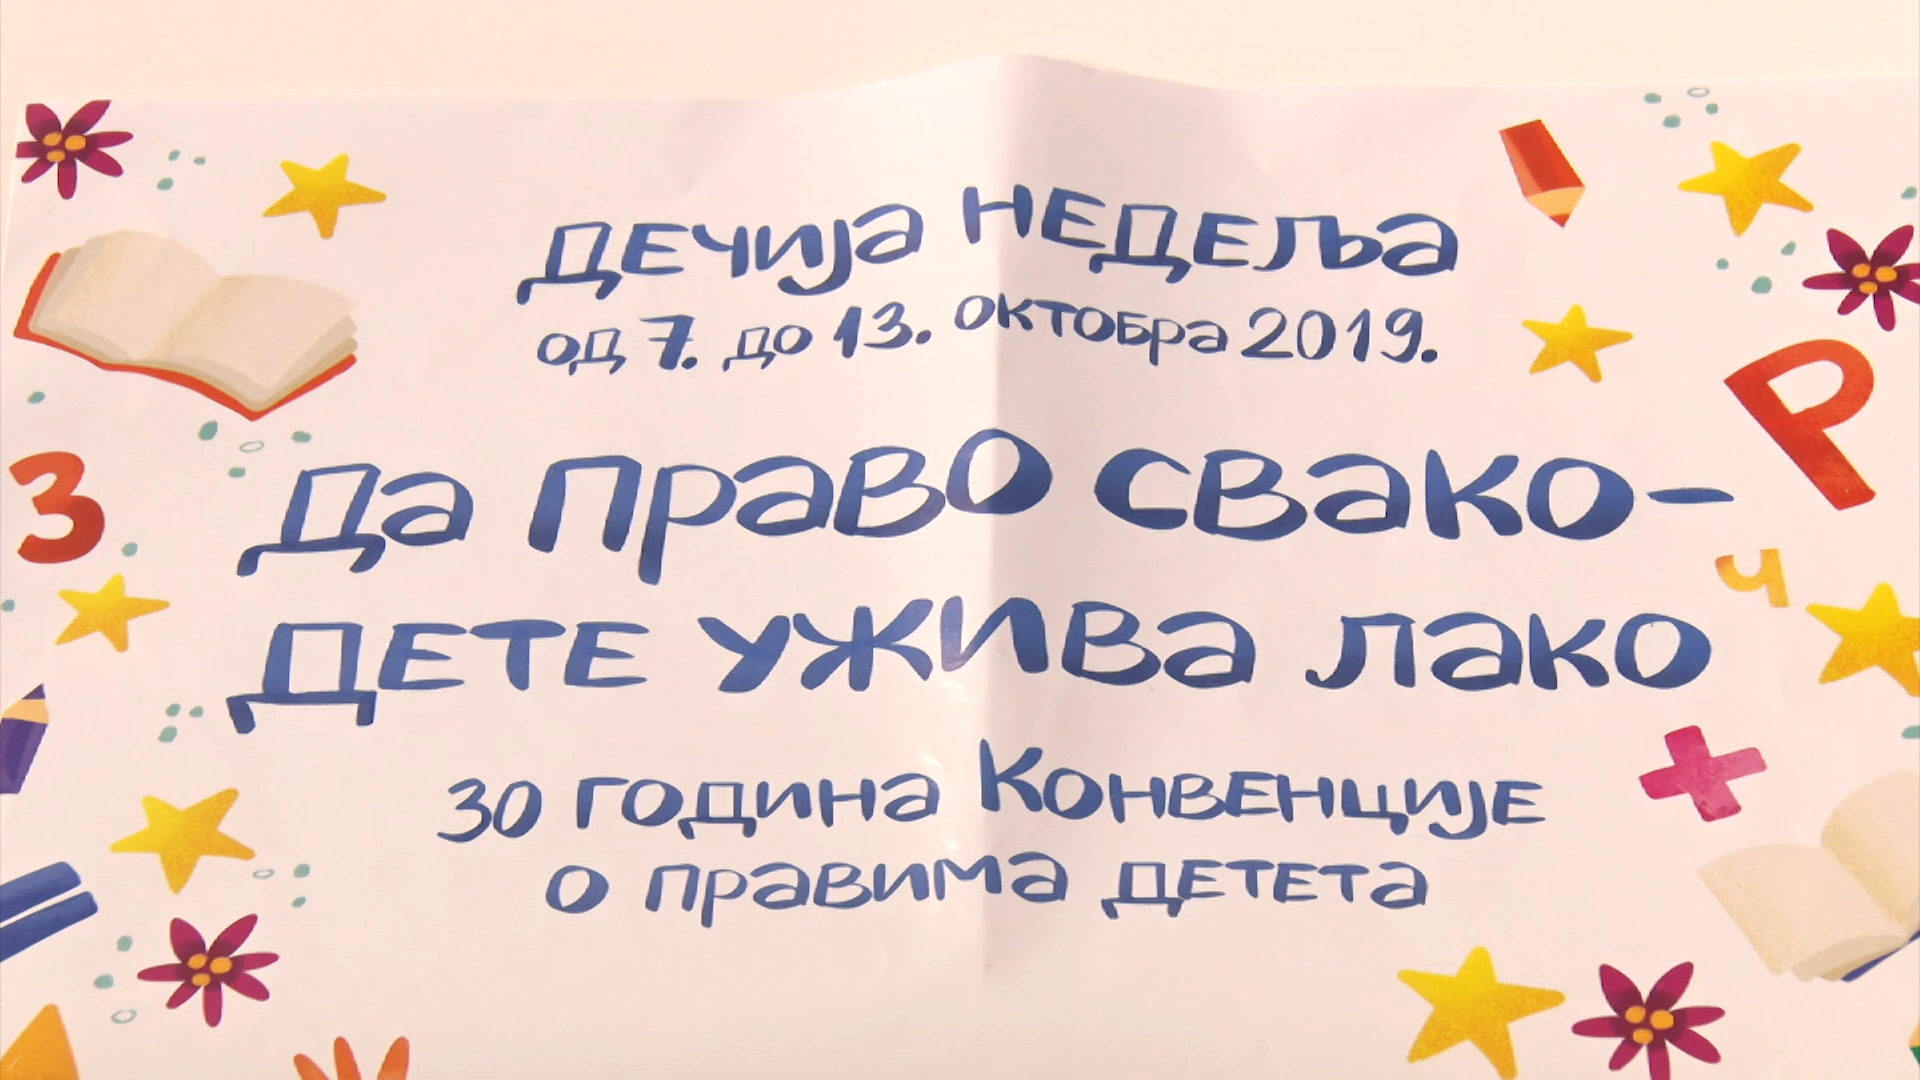 Дечија недеља
од 7. до 13. октобра 2019.
Да право свако-
дете ужива лако
30 година Конвенције
о правима детета
З
Р
ч